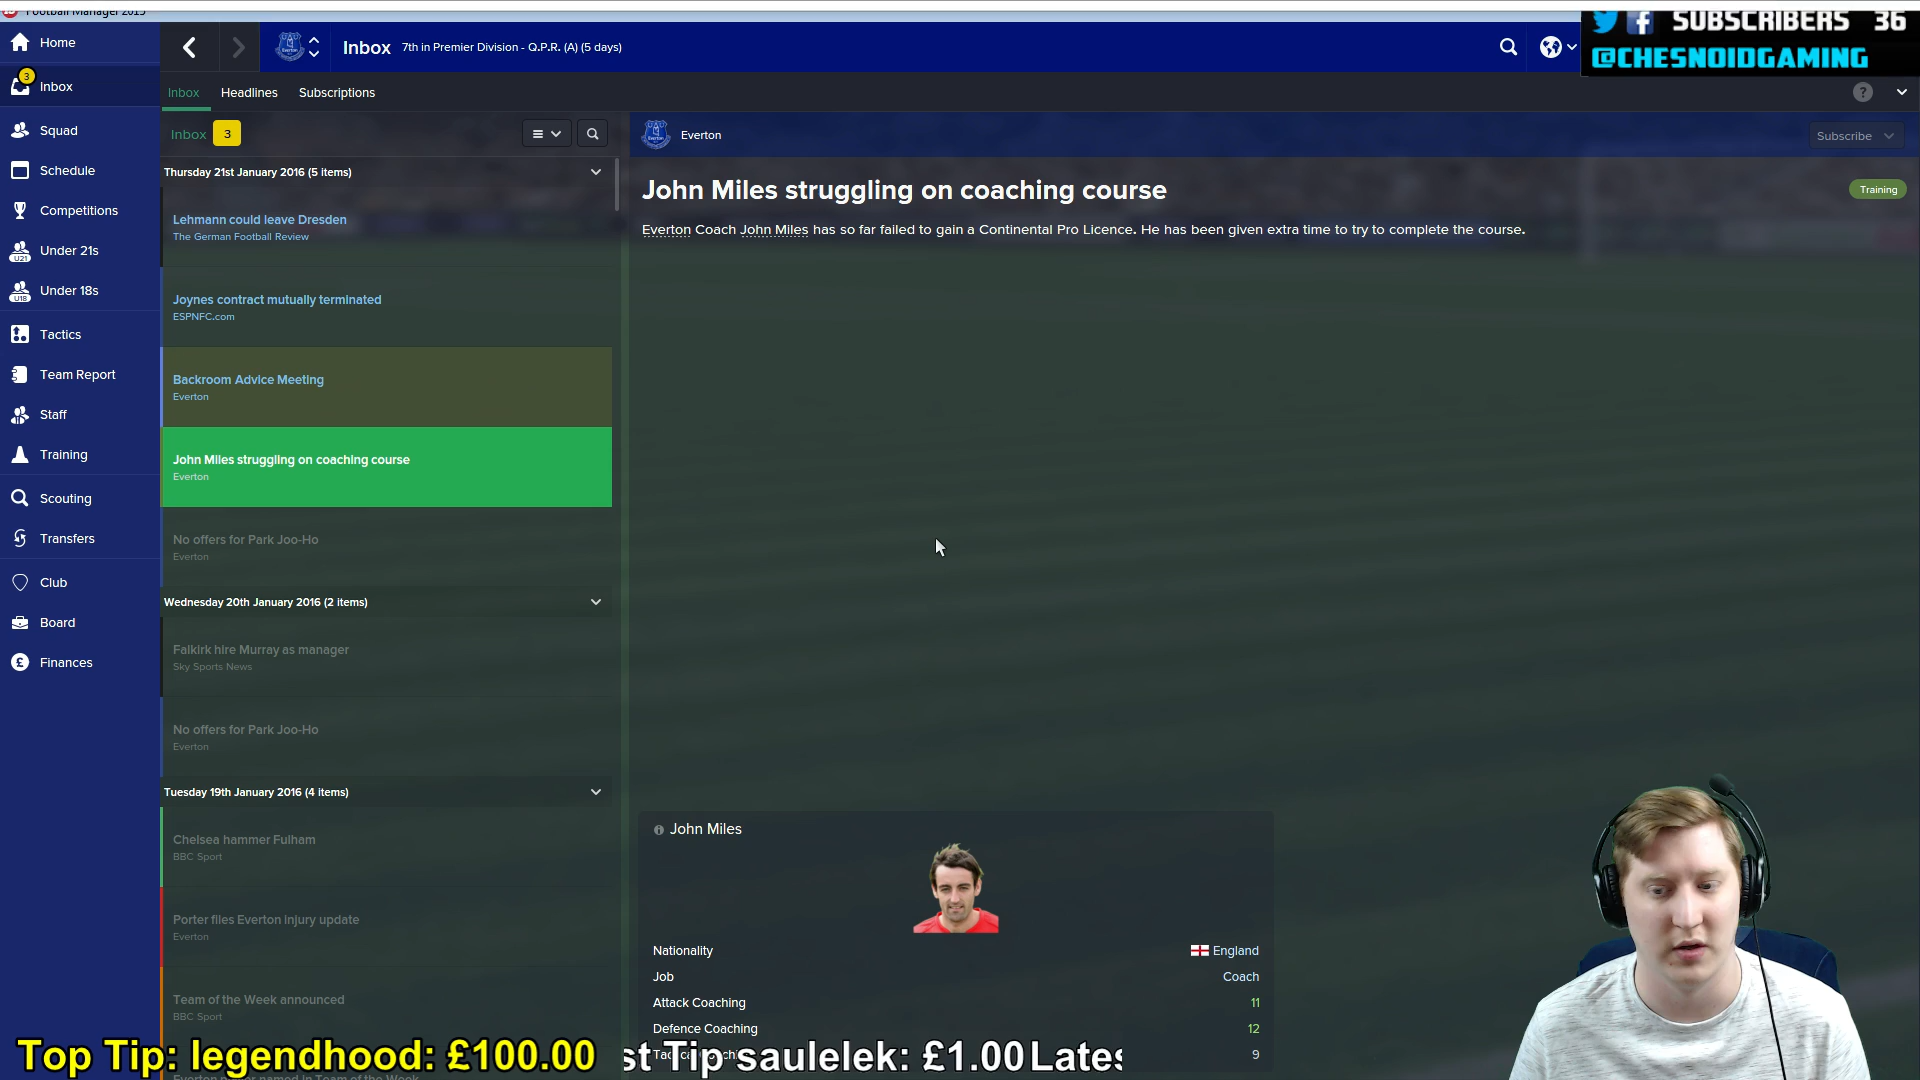 Football Manager 2015
Home
3
Inbox
Squad
Schedule
Competitions
U21
Under 21s
U18
Under 18s
Tactics
Team Report
Staff
Training
Scouting
Transfers
Club
Board
Finances
Inbox 7th in Premier Division - Q.P.R. (A) (5 days)
SUBSCRIBERS 36
@CHESNOIDGAMING
Inbox Headlines Subscriptions
Inbox 3
Thursday 21st January 2016 (5 items)
Lehmann could leave Dresden
The German Football Review
Joynes contract mutually terminated
ESPNFC.com
Backroom Advice Meeting
Everton
John Miles struggling on coaching course
Everton
No offers for Park Joo-Ho
Everton
Wednesday 20th January 2016 (2 items)
Falkirk hire Murray as manager
Sky Sports News
No offers for Park Joo-Ho
Everton
Tuesday 19th January 2016 (4 items)
Chelsea hammer Fulham
BBC Sport
Porter files Everton injury update
Everton
Team of the Week announced
BBC Sport
Everton Subscribe
John Miles struggling on coaching course
Training
Everton Coach John Miles has so far failed to gain a Continental Pro Licence. He has been given extra time to try to complete the course.
John Miles
Nationality England
Job Coach
Attack Coaching 11
Defence Coaching 12
9
Top Tip: legendhood: £100.00 st Tip saulelek: £1.00 Lates